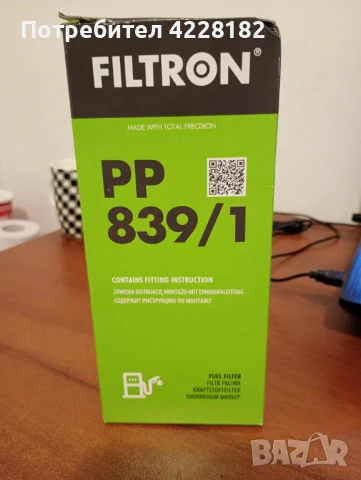 Потребител 4228182
FILTRON®
MADE WITH TOTAL PRECISION
PP
839/1
CONTAINS FITTING INSTRUCTION
ZAWIERA INSTRUKCJĘ MONTAŻU•MIT EINBAUANLEITUNG
СОДЕРЖИТ ИНСТРУКЦИЮ ПО МОНТАЖУ
FUEL FILTER
FILTR PALIWA
KRAFTSTOFFFILTER
ТОПЛИВНЫЙ ФИЛЬТР
BAZAR
bg